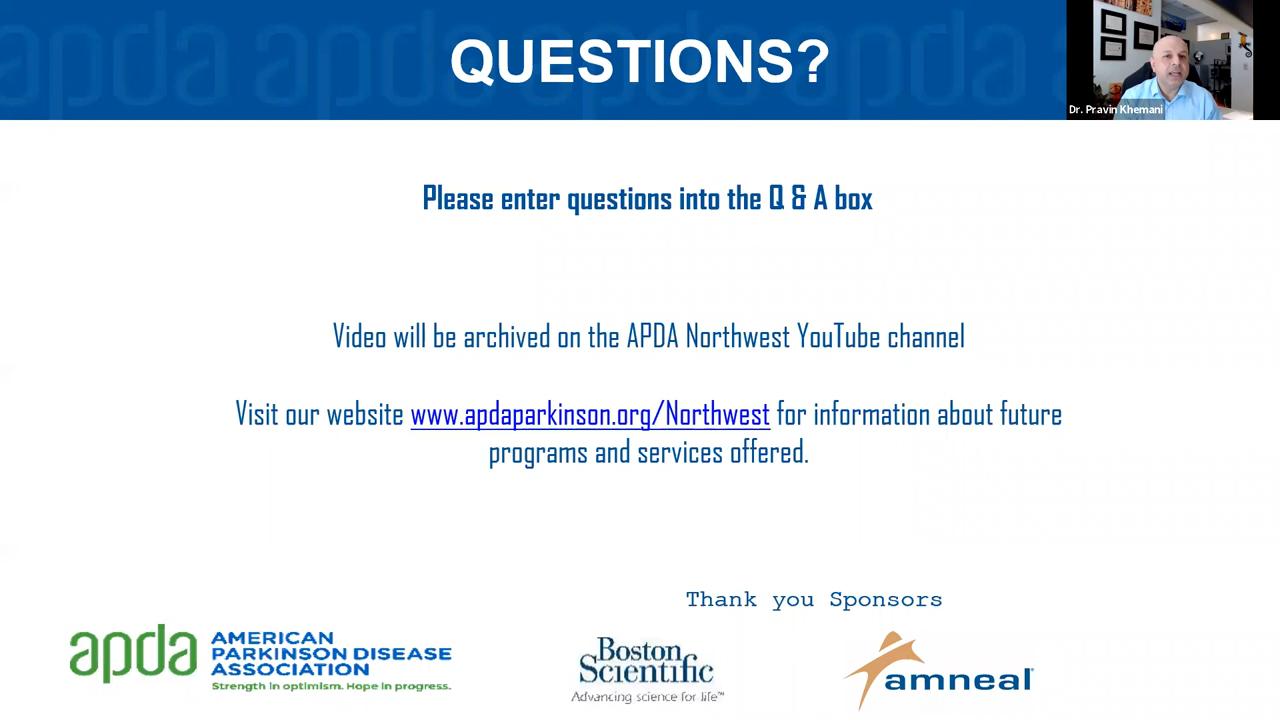 QUESTIONS?
Dr. Pravin Khemani
Please enter questions into the Q & A box
Video will be archived on the APDA Northwest YouTube channel
Visit our website www.apdaparkinson.org/Northwest for information about future
programs and services offered.
Thank you Sponsors
apda AMERICAN
PARKINSON DISEASE
ASSOCIATION
Strength in optimism. Hope in progress.
Boston
Scientific
Advancing science for life™
amneal